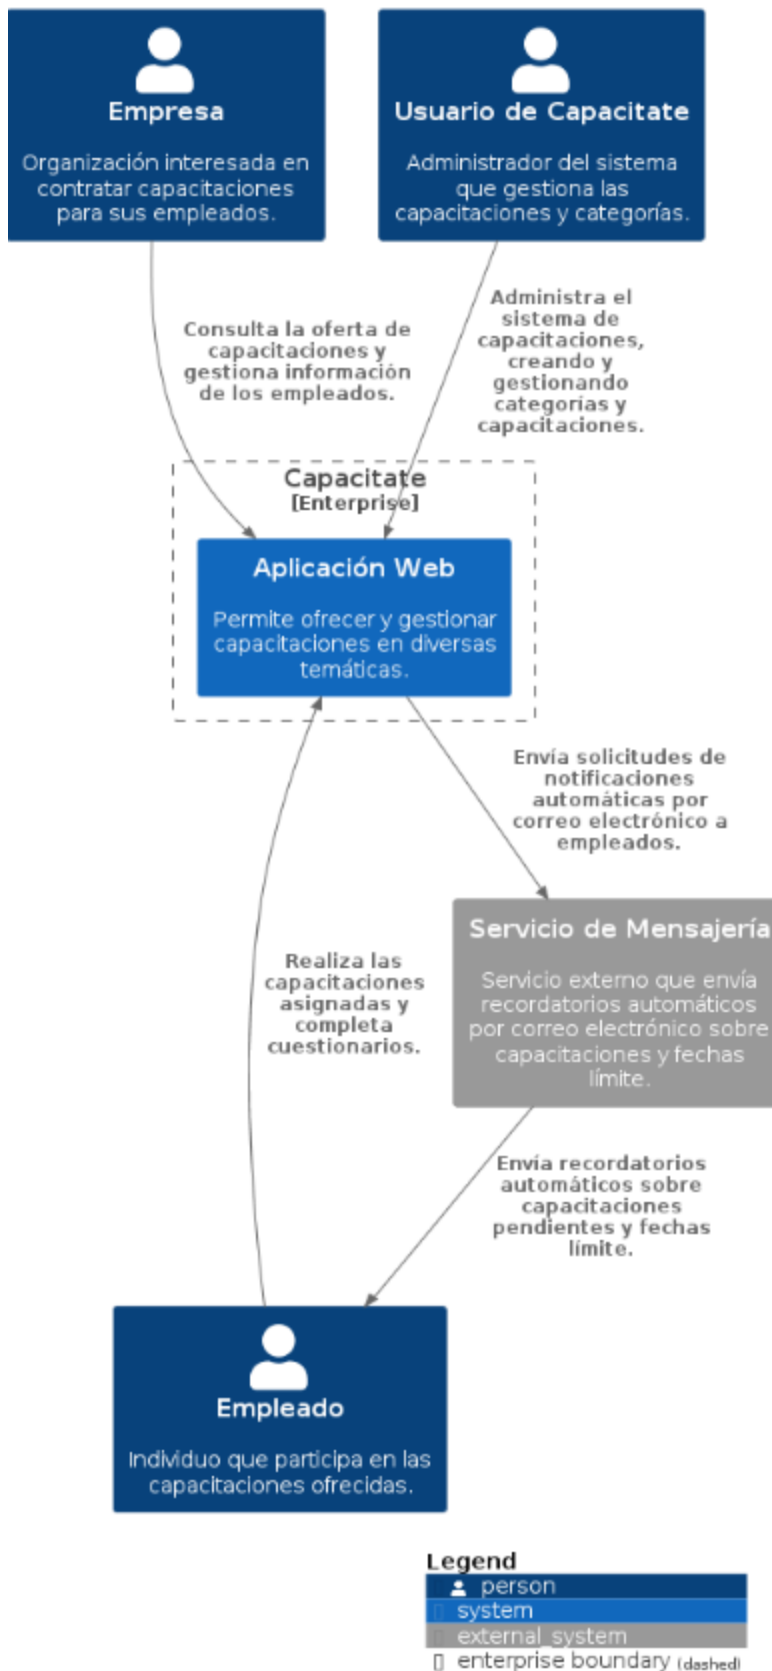 Empresa
Organización interesada en
contratar capacitaciones
para sus empleados.
Usuario de Capacitate
Administrador del sistema
que gestiona las
capacitaciones y categorías.
Consulta la oferta de
capacitaciones y
gestiona información
de los empleados.
Administra el
sistema de
capacitaciones,
creando y
gestionando
categorías y
capacitaciones.
Capacitate
[Enterprise]
Aplicación Web
Permite ofrecer y gestionar
capacitaciones en diversas
temáticas.
Envía solicitudes de
notificaciones
automáticas por
correo electrónico a
empleados.
Servicio de Mensajería
Servicio externo que envía
recordatorios automáticos
por correo electrónico sobre
capacitaciones y fechas
límite.
Realiza las
capacitaciones
asignadas y
completa
cuestionarios.
Envía recordatorios
automáticos sobre
capacitaciones
pendientes y fechas
límite.
Empleado
Individuo que participa en las
capacitaciones ofrecidas.
Legend
person
system
external_system
enterprise boundary (dashed)